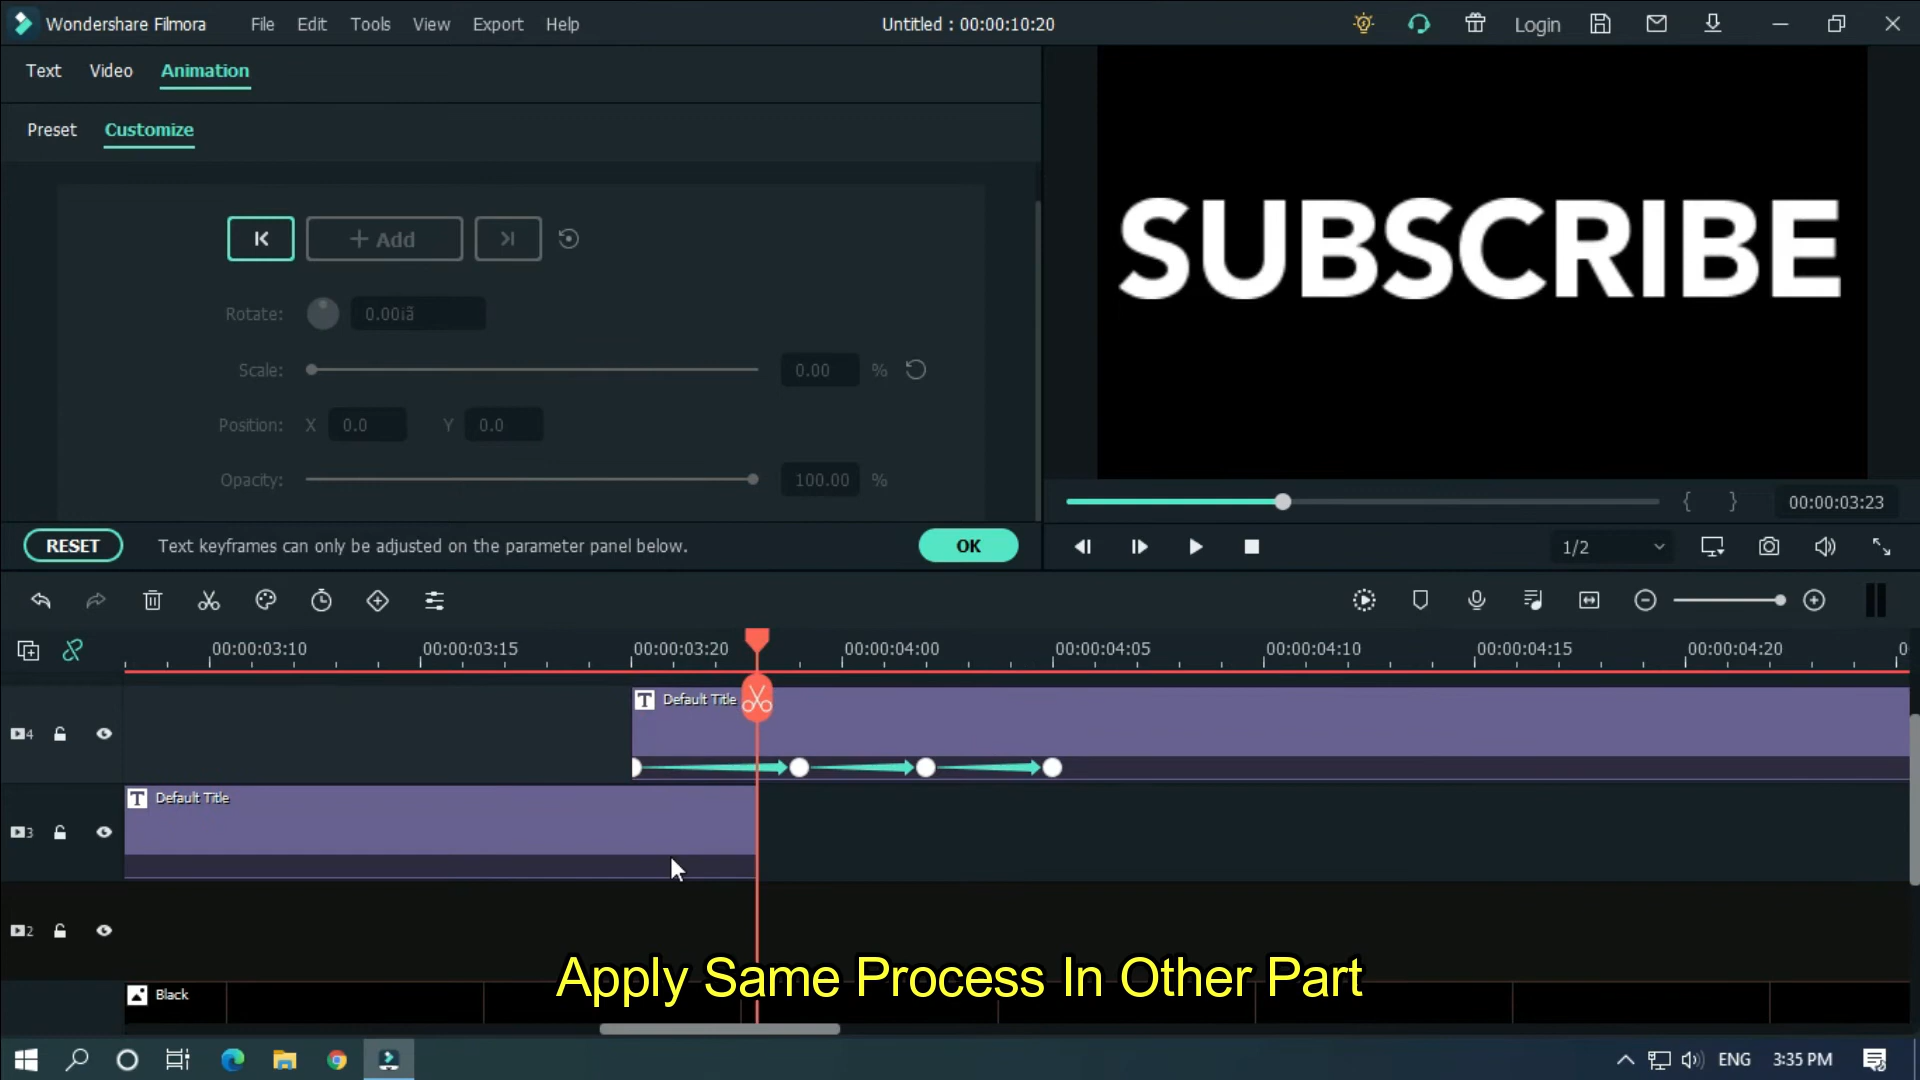 Wondershare Filmora File Edit Tools View Export Help Untitled : 00:00:10:20 Login
Text Video Animation
Preset Customize
Add
Rotate: 0.00iã
Scale: 0.00 %
Position: X 0.0 Y 0.0
Opacity: 100.00 %
RESET Text keyframes can only be adjusted on the parameter panel below. OK
SUBSCRIBE
{ } 00:00:03:23
1/2
00:00:03:10 00:00:03:15 00:00:03:20 00:00:04:00 00:00:04:05 00:00:04:10 00:00:04:15 00:00:04:20 0
4 T Default Title
3 T Default Title
2
Black
Apply Same Process In Other Part
ENG 3:35 PM